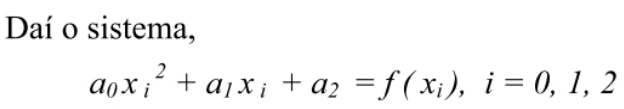 Daí o sistema,
a₀xᵢ² + a₁xᵢ + a₂ = f(xᵢ), i = 0, 1, 2